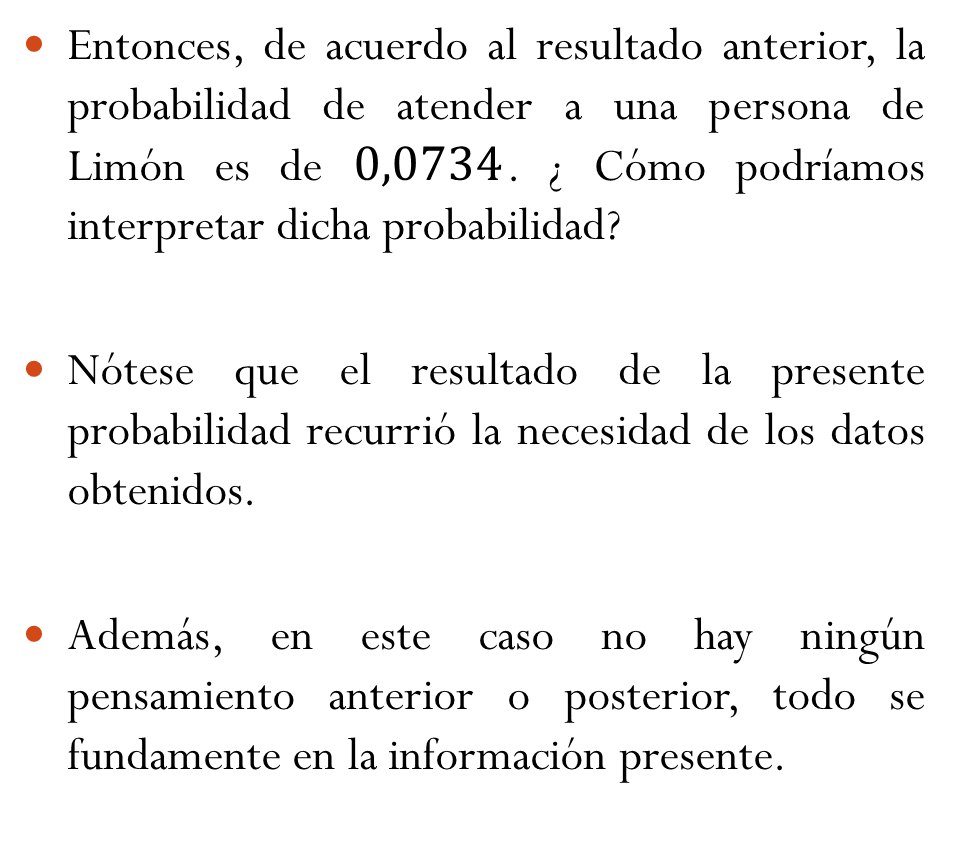 • Entonces, de acuerdo al resultado anterior, la
probabilidad de atender a una persona de
Limón es de 0,0734. ¿ Cómo podríamos
interpretar dicha probabilidad?
• Nótese que el resultado de la presente
probabilidad recurrió la necesidad de los datos
obtenidos.
• Además, en este caso no hay ningún
pensamiento anterior o posterior, todo se
fundamente en la información presente.